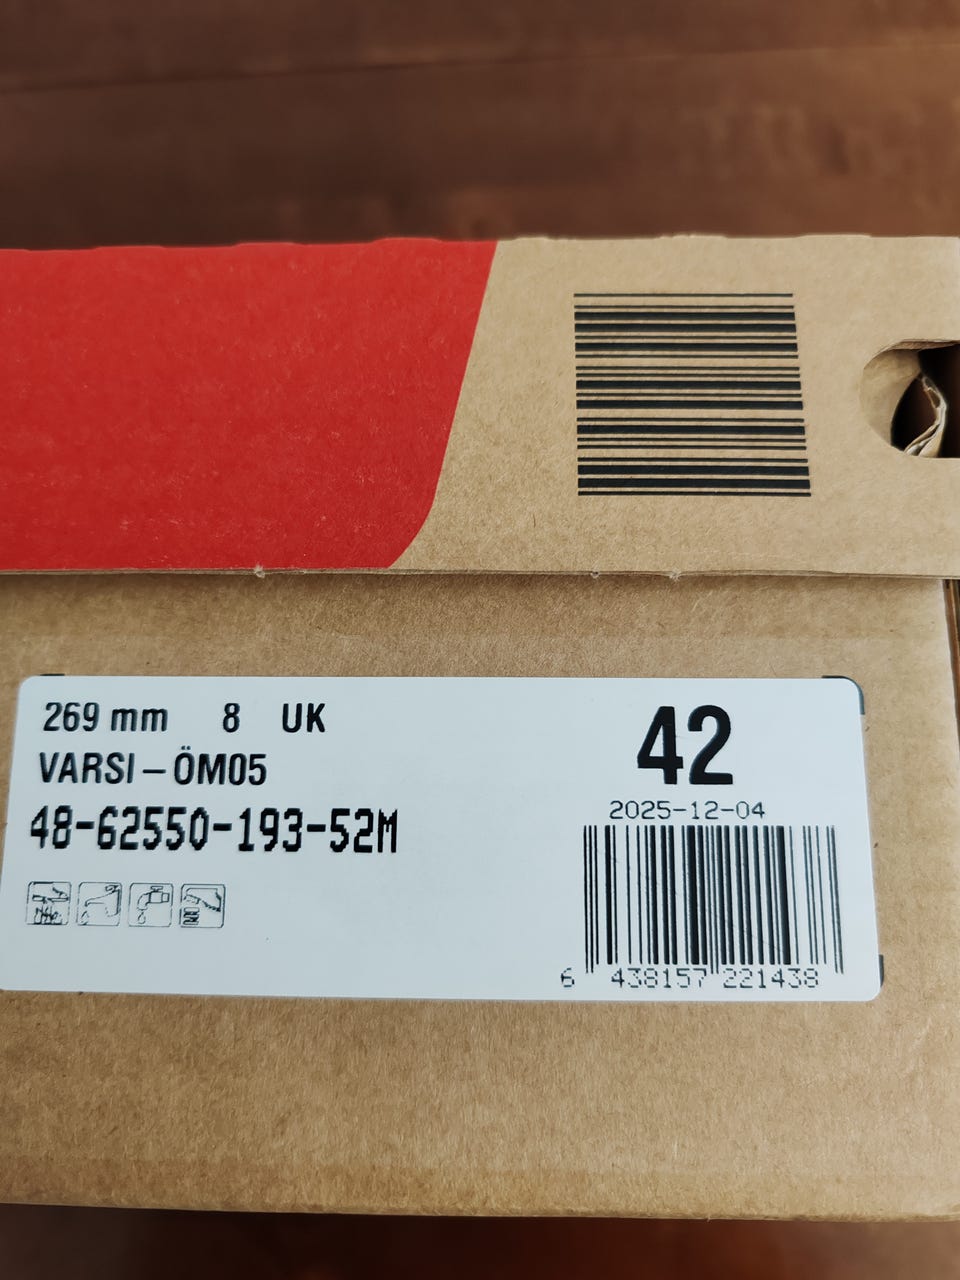 269 mm 8 UK
VARSI – ÖM05
48-62550-193-52M
42
2025-12-04
6 438157 221438